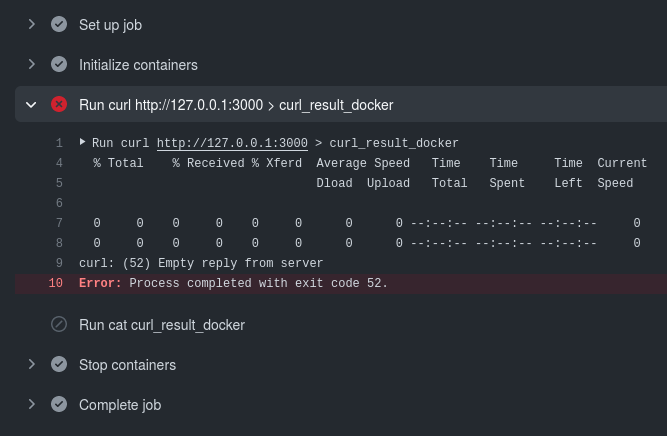 Set up job
Initialize containers
Run curl http://127.0.0.1:3000 > curl_result_docker
1 Run curl http://127.0.0.1:3000 > curl_result_docker
4 % Total % Received % Xferd Average Speed Time Time Time Current
5 Dload Upload Total Spent Left Speed
6
7 0 0 0 0 0 0 0 0 --:--:-- --:--:-- --:--:-- 0
8 0 0 0 0 0 0 0 0 --:--:-- --:--:-- --:--:-- 0
9 curl: (52) Empty reply from server
10 Error: Process completed with exit code 52.
Run cat curl_result_docker
Stop containers
Complete job